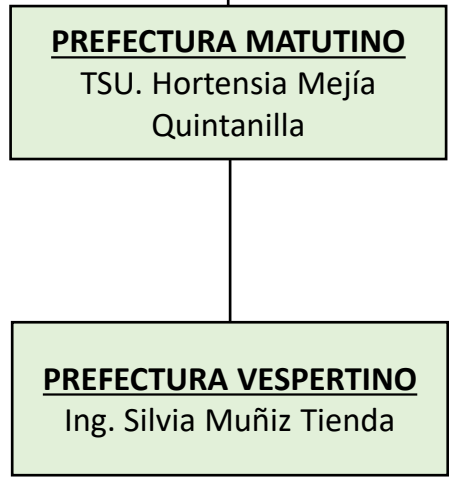 PREFECTURA MATUTINO
TSU. Hortensia Mejía
Quintanilla
PREFECTURA VESPERTINO
Ing. Silvia Muñiz Tienda